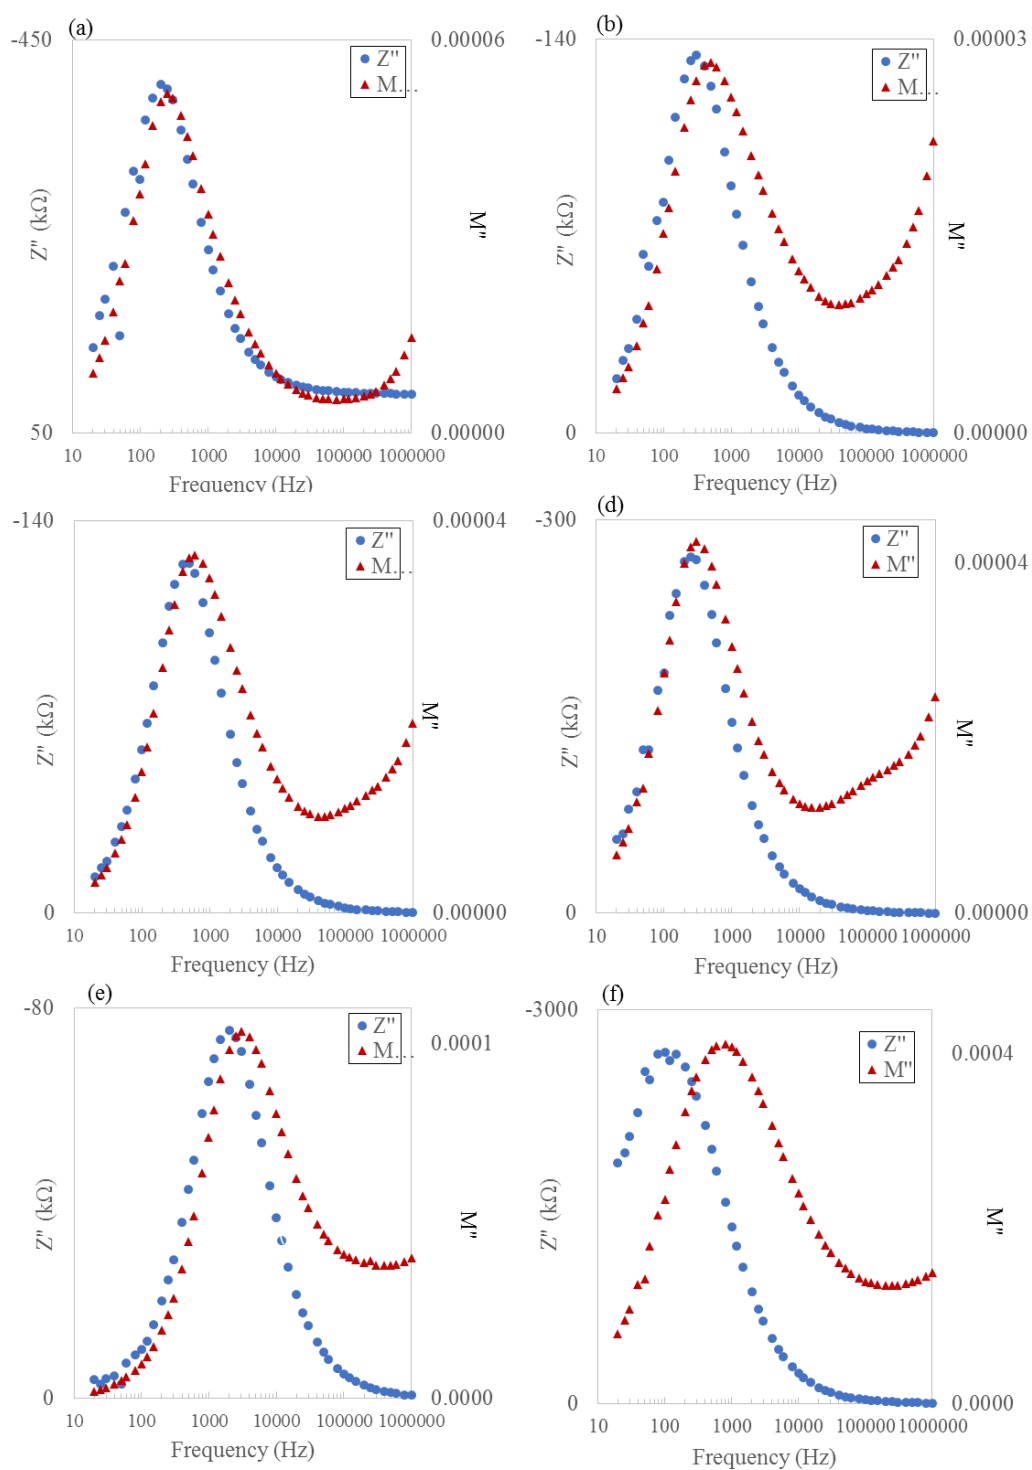 (a)
-450
0.00006
Z"
M...
Z" (kΩ)
M"
50
0.00000
10 100 1000 10000 100000 1000000
Frequency (Hz)
(b)
-140
0.00003
Z"
M...
Z" (kΩ)
M"
0
0.00000
10 100 1000 10000 100000 1000000
Frequency (Hz)
-140
0.00004
Z"
M...
Z" (kΩ)
M"
0
0.00000
10 100 1000 10000 100000 1000000
Frequency (Hz)
(d)
-300
0.00004
Z"
M"
Z" (kΩ)
M"
0
0.00000
10 100 1000 10000 100000 1000000
Frequency (Hz)
(e)
-80
0.0001
Z"
M...
Z" (kΩ)
M"
0
0.0000
10 100 1000 10000 100000 1000000
Frequency (Hz)
(f)
-3000
0.0004
Z"
M"
Z" (kΩ)
M"
0
0.0000
10 100 1000 10000 100000 1000000
Frequency (Hz)